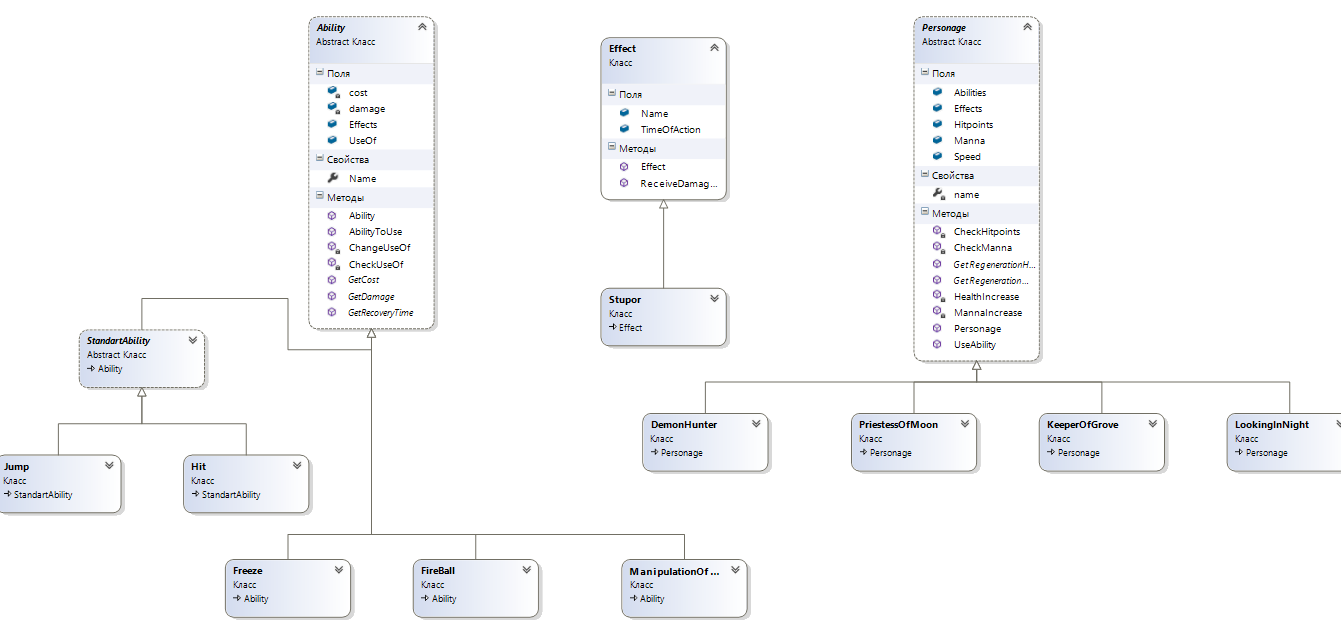 Ability
Abstract Класс
Поля
cost
damage
Effects
UseOf
Свойства
Name
Методы
Ability
AbilityToUse
ChangeUseOf
CheckUseOf
GetCost
GetDamage
GetRecoveryTime
Effect
Класс
Поля
Name
TimeOfAction
Методы
Effect
ReceiveDamag...
Personage
Abstract Класс
Поля
Abilities
Effects
Hitpoints
Manna
Speed
Свойства
name
Методы
CheckHitpoints
CheckManna
GetRegenerationH...
GetRegeneration...
HealthIncrease
MannaIncrease
Personage
UseAbility
Stupor
Класс
Effect
StandartAbility
Abstract Класс
Ability
Jump
Класс
StandartAbility
Hit
Класс
StandartAbility
DemonHunter
Класс
Personage
PriestessOfMoon
Класс
Personage
KeeperOfGrove
Класс
Personage
LookingInNight
Класс
Personage
Freeze
Класс
Ability
FireBall
Класс
Ability
ManipulationOf ...
Класс
Ability